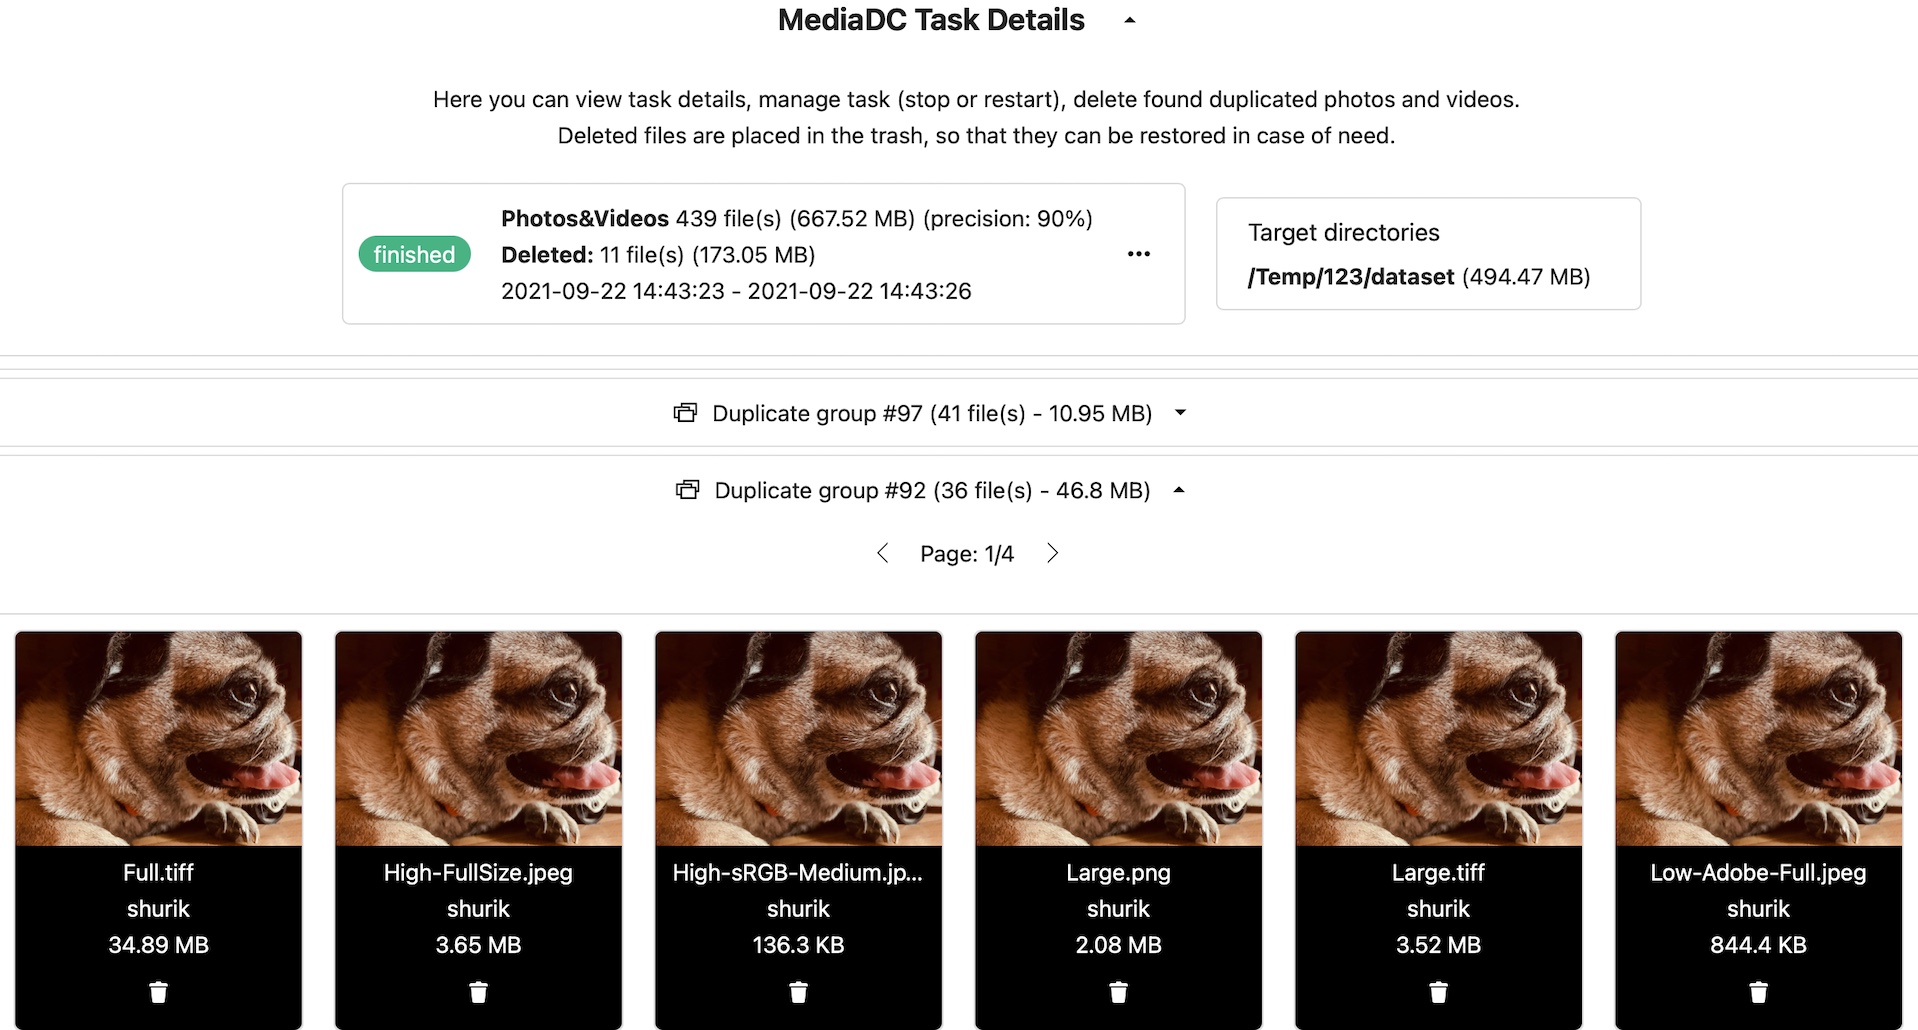 MediaDC Task Details
Here you can view task details, manage task (stop or restart), delete found duplicated photos and videos.
Deleted files are placed in the trash, so that they can be restored in case of need.
finished
Photos&Videos 439 file(s) (667.52 MB) (precision: 90%)
Deleted: 11 file(s) (173.05 MB)
2021-09-22 14:43:23 - 2021-09-22 14:43:26
Target directories
/Temp/123/dataset (494.47 MB)
Duplicate group #97 (41 file(s) - 10.95 MB)
Duplicate group #92 (36 file(s) - 46.8 MB)
Page: 1/4
Full.tiff
shurik
34.89 MB
High-FullSize.jpeg
shurik
3.65 MB
High-sRGB-Medium.jp...
shurik
136.3 KB
Large.png
shurik
2.08 MB
Large.tiff
shurik
3.52 MB
Low-Adobe-Full.jpeg
shurik
844.4 KB